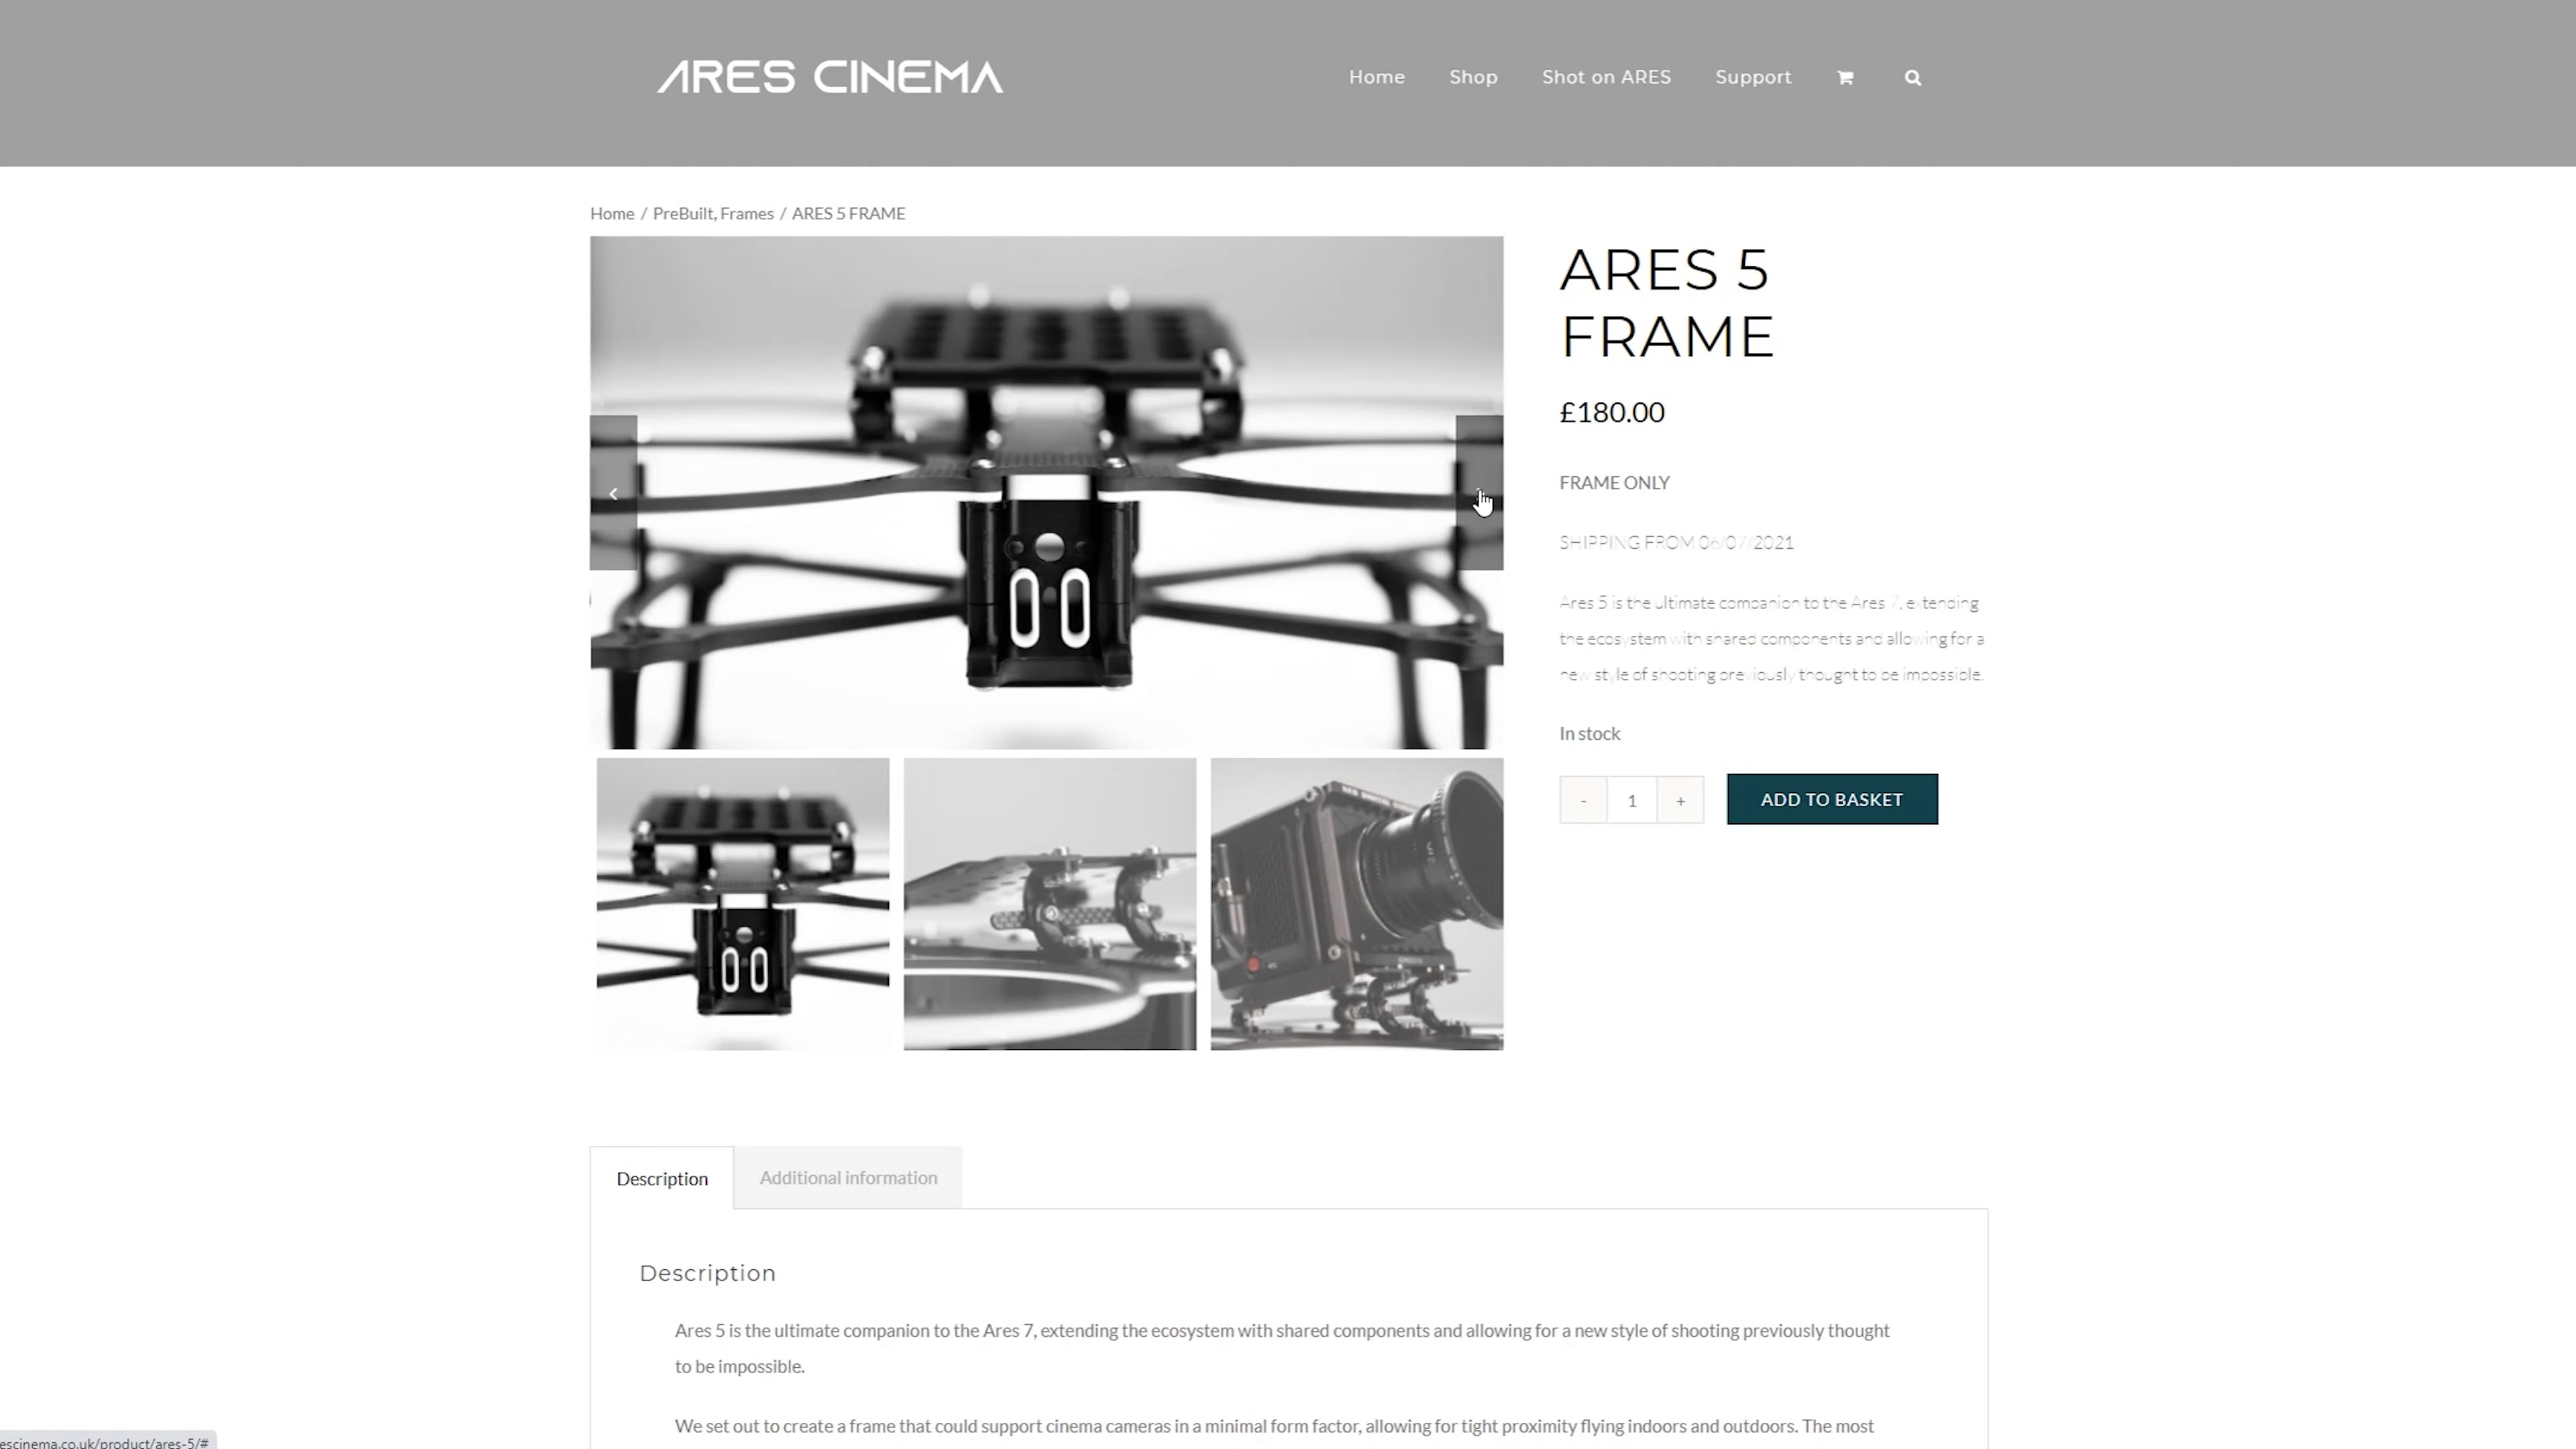 ARES CINEMA
Home
Shop
Shot on ARES
Support
Home / PreBuilt, Frames / ARES 5 FRAME
ARES 5
FRAME
£180.00
FRAME ONLY
SHIPPING FROM 06/07/2021
Ares 5 is the ultimate companion to the Ares 7, extending
the ecosystem with shared components and allowing for a
new style of shooting previously thought to be impossible.
In stock
- 1 +
ADD TO BASKET
Description
Additional information
Description
Ares 5 is the ultimate companion to the Ares 7, extending the ecosystem with shared components and allowing for a new style of shooting previously thought
to be impossible.
We set out to create a frame that could support cinema cameras in a minimal form factor, allowing for tight proximity flying indoors and outdoors. The most
escinema.co.uk/product/ares-5/#